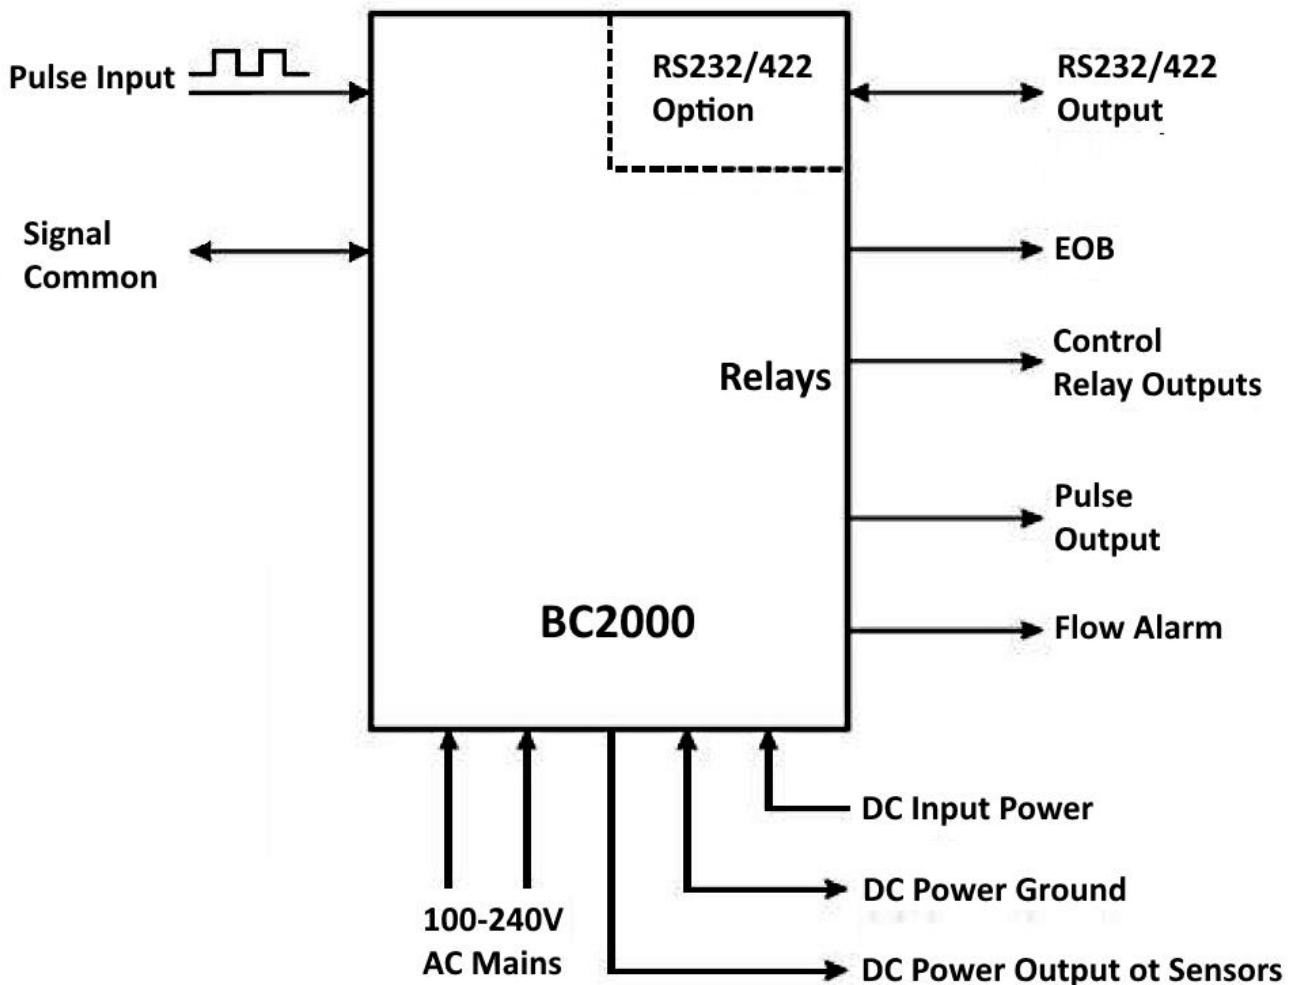 Pulse Input
RS232/422
Option
RS232/422
Output
Signal
Common
EOB
Control
Relay Outputs
Relays
Pulse
Output
BC2000
Flow Alarm
DC Input Power
DC Power Ground
100-240V
AC Mains
DC Power Output ot Sensors